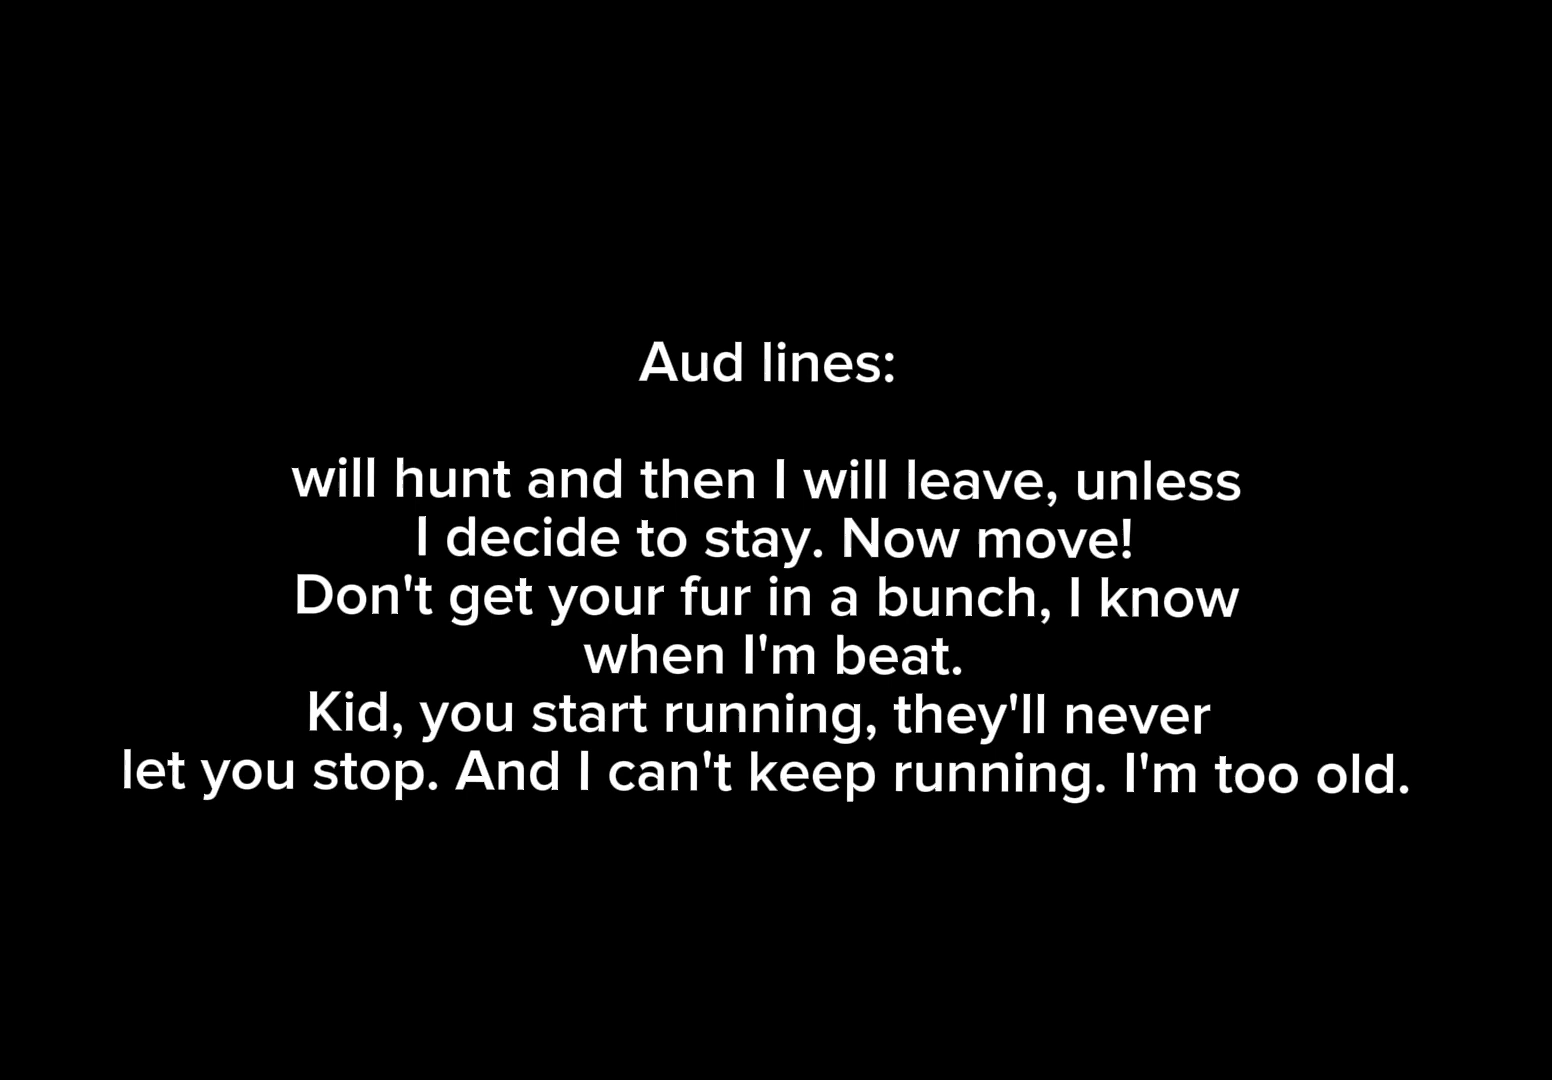 Aud lines:
will hunt and then I will leave, unless
I decide to stay. Now move!
Don't get your fur in a bunch, I know
when I'm beat.
Kid, you start running, they'll never
let you stop. And I can't keep running. I'm too old.